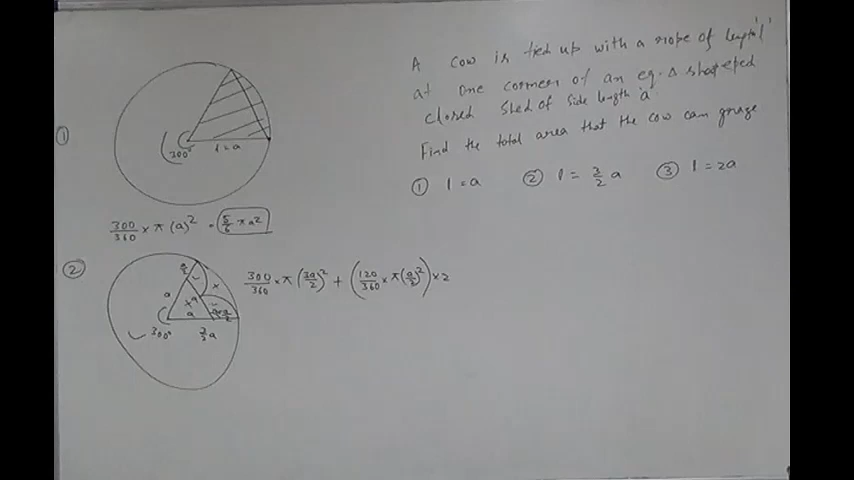 A cow is tied up with a rope of length 'l'
at one corner of an eq. Δ shapeped
closed shed of side length 'a'.
Find the total area that the cow can graze
① l = a ② l = 3/2 a ③ l = 2a
①
300°
l = a
300/360 × π (a)² = 5/6 π a²
②
a/2
a
a
a
300°
3/2 a
300/360 × π (3a/2)² + (120/360 × π (a/2)²) × 2